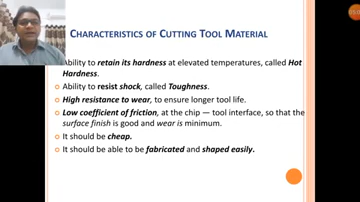 CHARACTERISTICS OF CUTTING TOOL MATERIAL
Ability to retain its hardness at elevated temperatures, called Hot
Hardness.
Ability to resist shock, called Toughness.
High resistance to wear, to ensure longer tool life.
Low coefficient of friction, at the chip — tool interface, so that the
surface finish is good and wear is minimum.
It should be cheap.
It should be able to be fabricated and shaped easily.